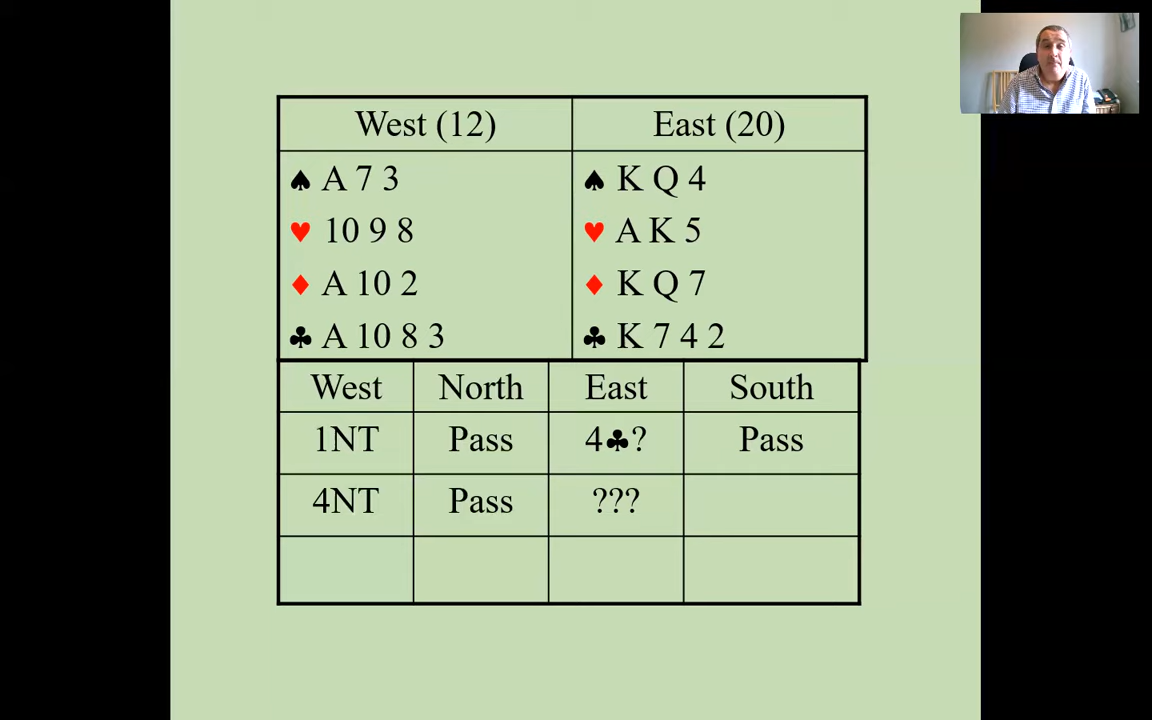 West (12) East (20)
♠ A 7 3 ♠ K Q 4
♥ 10 9 8 ♥ A K 5
♦ A 10 2 ♦ K Q 7
♣ A 10 8 3 ♣ K 7 4 2
West North East South
1NT Pass 4♣? Pass
4NT Pass ???